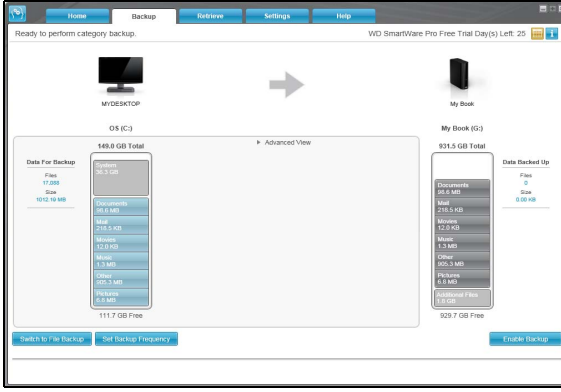 Home
Backup
Retrieve
Settings
Help
Ready to perform category backup.
WD SmartWare Pro Free Trial Day(s) Left: 25
MYDESKTOP
My Book
OS (C:)
My Book (G:)
149.0 GB Total
Advanced View
931.5 GB Total
Data For Backup
Files
17,088
Size
1012.19 MB
System
36.3 GB
Documents
96.6 MB
Mail
216.5 KB
Movies
12.0 KB
Music
1.3 MB
Other
905.3 MB
Pictures
6.8 MB
111.7 GB Free
Documents
96.6 MB
Mail
216.5 KB
Movies
12.0 KB
Music
1.3 MB
Other
905.3 MB
Pictures
6.8 MB
Additional Files
1.8 GB
929.7 GB Free
Data Backed Up
Files
0
Size
0.00 KB
Switch to File Backup
Set Backup Frequency
Enable Backup